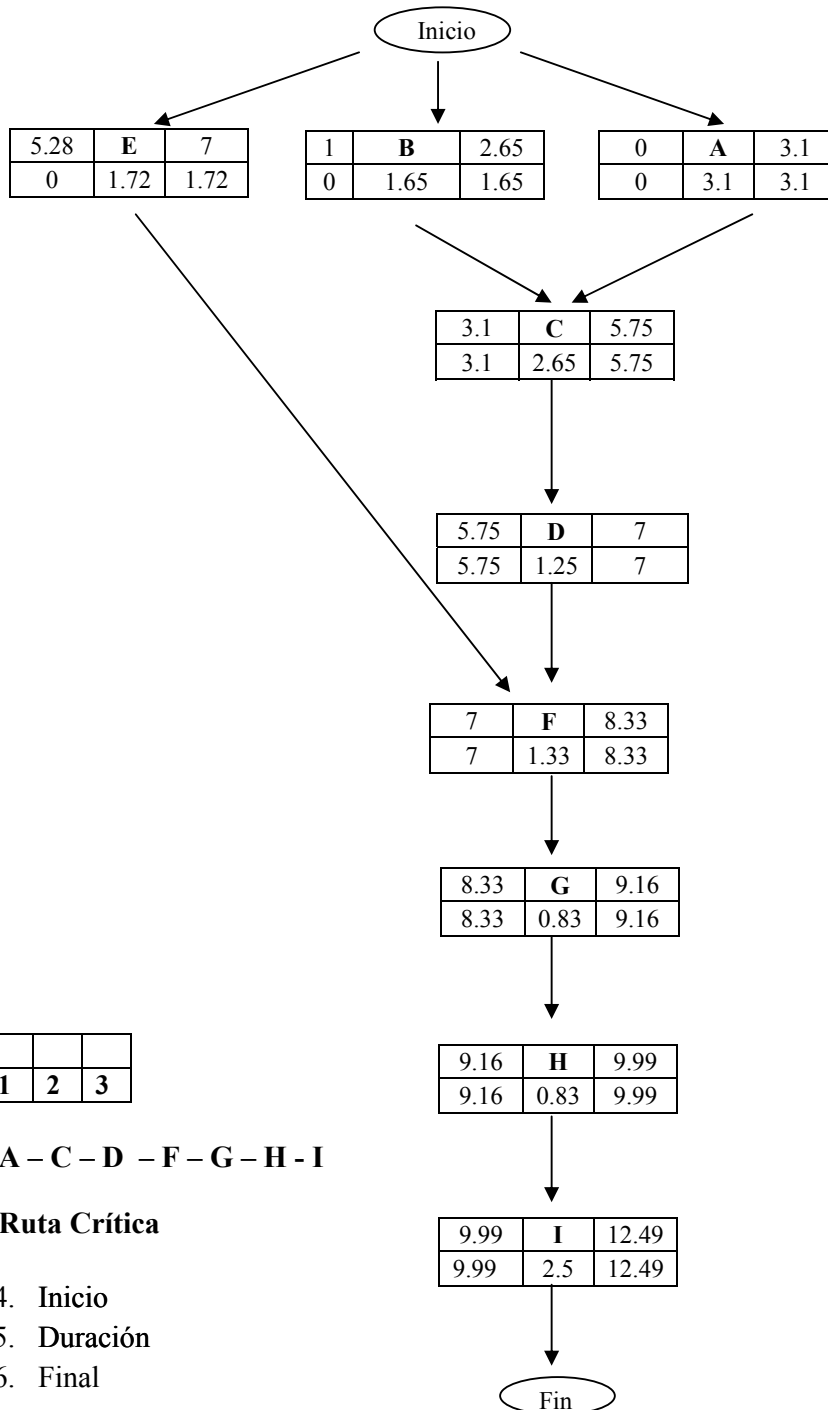 Inicio
5.28 E 7
0 1.72 1.72
1 B 2.65
0 1.65 1.65
0 A 3.1
0 3.1 3.1
3.1 C 5.75
3.1 2.65 5.75
5.75 D 7
5.75 1.25 7
7 F 8.33
7 1.33 8.33
8.33 G 9.16
8.33 0.83 9.16
9.16 H 9.99
9.16 0.83 9.99
9.99 I 12.49
9.99 2.5 12.49
Fin
1 2 3
A – C – D – F – G – H - I
Ruta Crítica
4. Inicio
5. Duración
6. Final